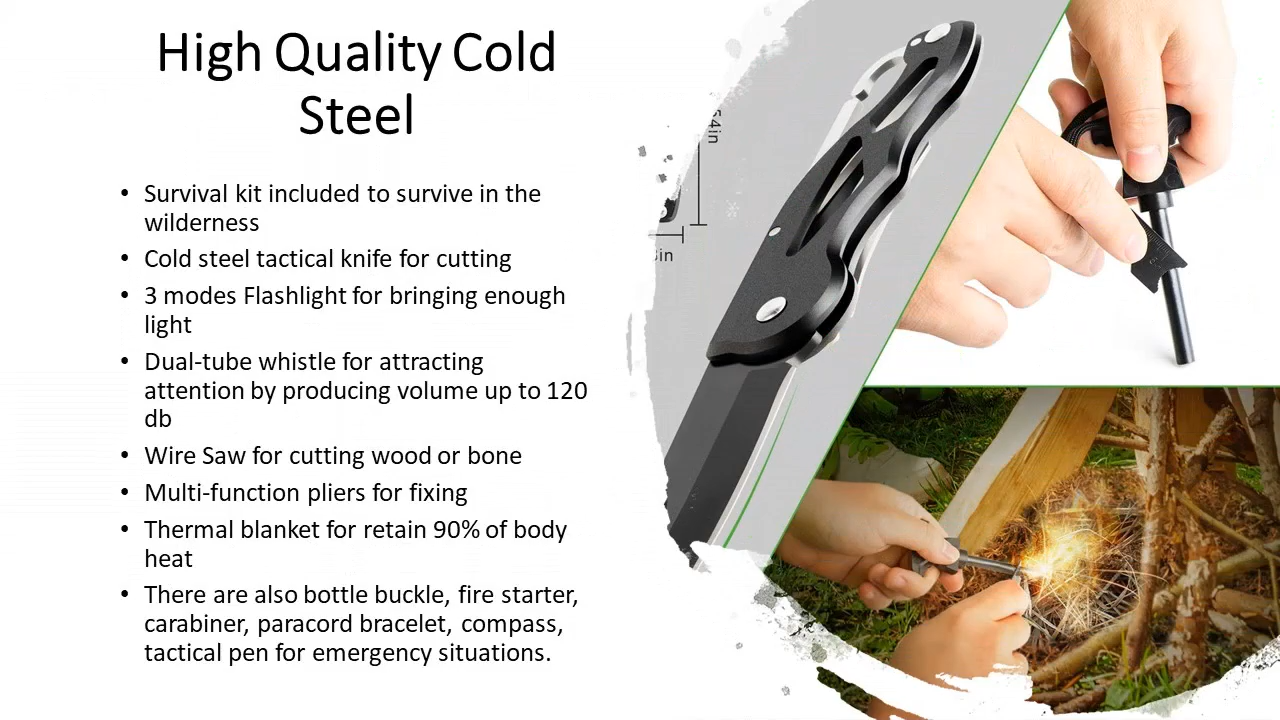 High Quality Cold
Steel
• Survival kit included to survive in the
wilderness
• Cold steel tactical knife for cutting
• 3 modes Flashlight for bringing enough
light
• Dual-tube whistle for attracting
attention by producing volume up to 120
db
• Wire Saw for cutting wood or bone
• Multi-function pliers for fixing
• Thermal blanket for retain 90% of body
heat
• There are also bottle buckle, fire starter,
carabiner, paracord bracelet, compass,
tactical pen for emergency situations.
54in
in